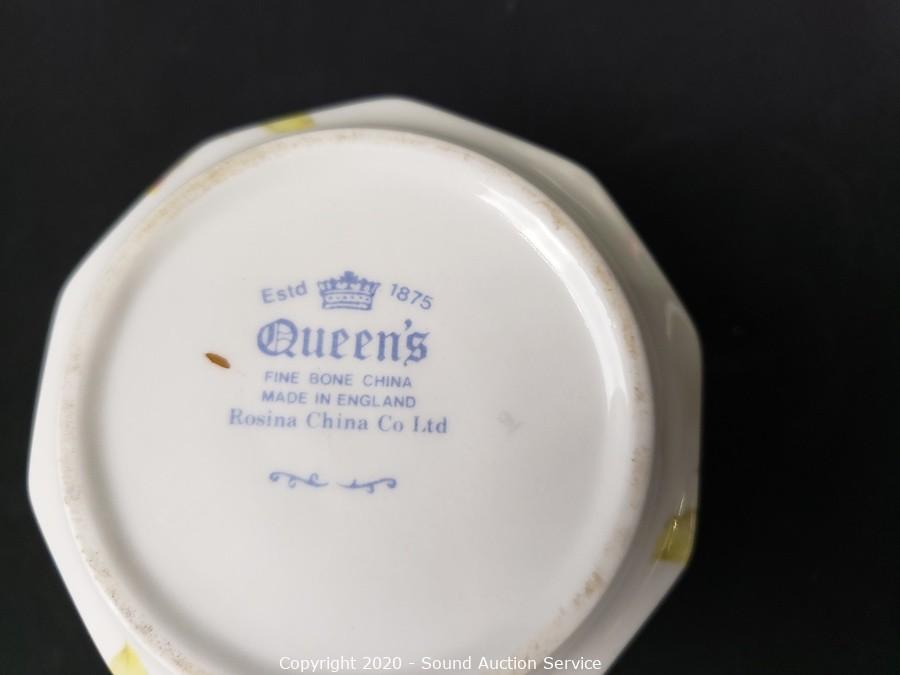 Estd 1875
Queen's
FINE BONE CHINA
MADE IN ENGLAND
Rosina China Co Ltd
Copyright 2020 - Sound Auction Service